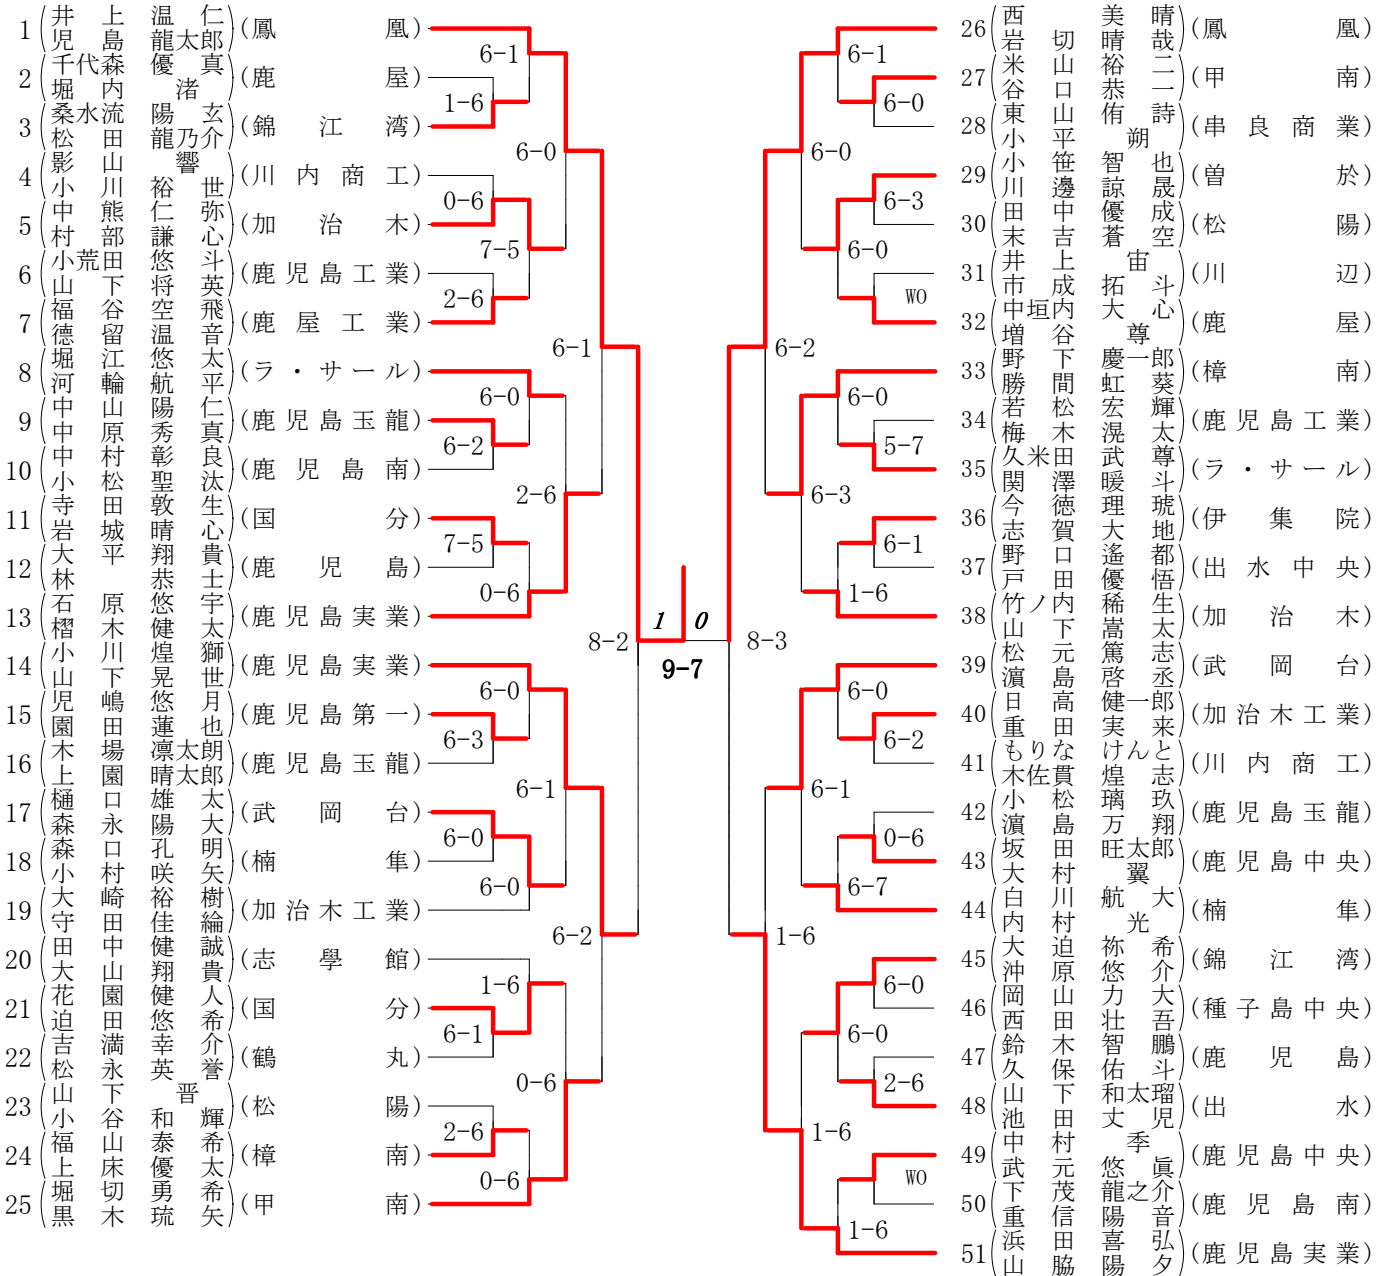 1 (井上温仁 児島龍太郎) (鳳凰)
2 (千代森優真 堀内渚) (鹿屋)
3 (桑水流陽玄 松田龍乃介) (錦江湾)
4 (影山響 小川裕世) (川内商工)
5 (中熊仁弥 村部謙心) (加治木)
6 (小荒田悠斗 山下将英) (鹿児島工業)
7 (福谷空飛 德留温音) (鹿屋工業)
8 (堀江悠太 河輪航平) (ラ・サール)
9 (中山陽仁 中原秀真) (鹿児島玉龍)
10 (中村彰良 小松聖汰) (鹿児島南)
11 (寺田敦生 岩城晴心) (国分)
12 (大平翔貴 林恭士) (鹿児島)
13 (石原悠宇 樒木健太) (鹿児島実業)
14 (小川煌獅 山下晃世) (鹿児島実業)
15 (児嶋悠月 園田蓮也) (鹿児島第一)
16 (木場凛太朗 上園晴太郎) (鹿児島玉龍)
17 (樋口雄太 森永陽大) (武岡台)
18 (森口孔明 小村咲矢) (楠隼)
19 (大崎裕樹 守田佳綸) (加治木工業)
20 (田中健誠 大山翔貴) (志學館)
21 (花園健人 迫田悠希) (国分)
22 (吉満幸介 松永英誉) (鶴丸)
23 (山下晋 小谷和輝) (松陽)
24 (福山泰希 上床優太) (樟南)
25 (堀切勇希 黒木琉矢) (甲南)
6-1
1-6
6-0
0-6
7-5
2-6
6-1
6-0
6-2
2-6
7-5
0-6
8-2
6-0
6-3
6-1
6-0
6-0
6-2
1-6
6-1
0-6
2-6
0-6
1 0
9-7
26 (西美晴 岩切晴哉) (鳳凰)
27 (米山裕二 谷口恭一) (甲南)
28 (東山侑詩 小平朔) (串良商業)
29 (小笹智也 川邊諒晟) (曽於)
30 (田中優成 末吉蒼空) (松陽)
31 (井上宙 市成拓斗) (川辺)
32 (中垣内大心 増谷尊) (鹿屋)
33 (野下慶一郎 勝間虹葵) (樟南)
34 (若松宏輝 梅木滉太) (鹿児島工業)
35 (久米田武尊 関澤暖斗) (ラ・サール)
36 (今徳理琥 志賀大地) (伊集院)
37 (野口遙都 戸田優悟) (出水中央)
38 (竹ノ内稀生 山下嵩太) (加治木)
39 (松元篤志 濵島啓丞) (武岡台)
40 (日高健一郎 重田実来) (加治木工業)
41 (もりな けんと 木佐貫煌志) (川内商工)
42 (小松璃玖 濵島万翔) (鹿児島玉龍)
43 (坂田旺太郎 大村翼) (鹿児島中央)
44 (白川航大 内村光) (楠隼)
45 (大迫祢希 沖原悠介) (錦江湾)
46 (岡山力大 西田壮吾) (種子島中央)
47 (鈴木智鵬 久保佑斗) (鹿児島)
48 (山下和太瑠 池田丈児) (出水)
49 (中村季 武元悠眞) (鹿児島中央)
50 (下茂龍之介 重信陽音) (鹿児島南)
51 (浜田喜弘 山脇陽夕) (鹿児島実業)
6-1
6-0
6-0
6-3
6-0
WO
6-2
6-0
5-7
6-3
6-1
1-6
8-3
6-0
6-2
6-1
0-6
6-7
1-6
6-0
6-0
2-6
1-6
WO
1-6